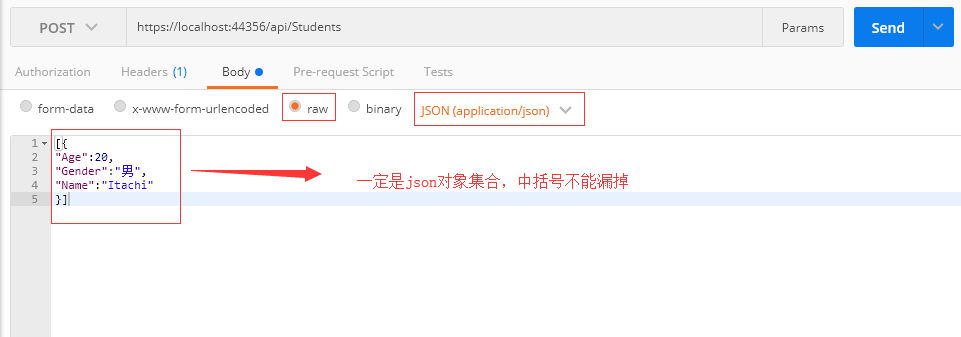 POST https://localhost:44356/api/Students Params Send
Authorization Headers (1) Body Pre-request Script Tests
form-data x-www-form-urlencoded raw binary JSON (application/json)
1 [{
2 "Age":20,
3 "Gender":"男",
4 "Name":"Itachi"
5 }]
一定是json对象集合，中括号不能漏掉